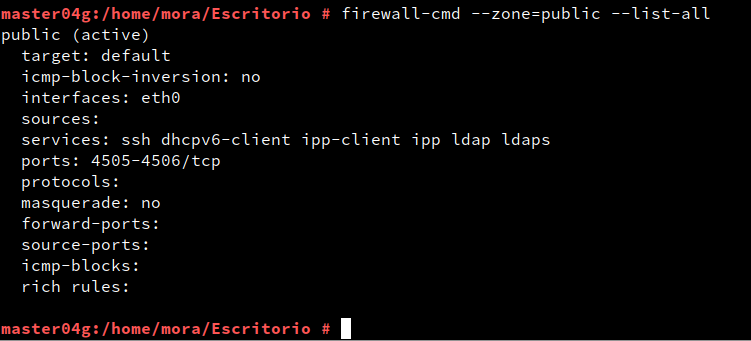 master04g:/home/mora/Escritorio # firewall-cmd --zone=public --list-all
public (active)
  target: default
  icmp-block-inversion: no
  interfaces: eth0
  sources:
  services: ssh dhcpv6-client ipp-client ipp ldap ldaps
  ports: 4505-4506/tcp
  protocols:
  masquerade: no
  forward-ports:
  source-ports:
  icmp-blocks:
  rich rules:
master04g:/home/mora/Escritorio #